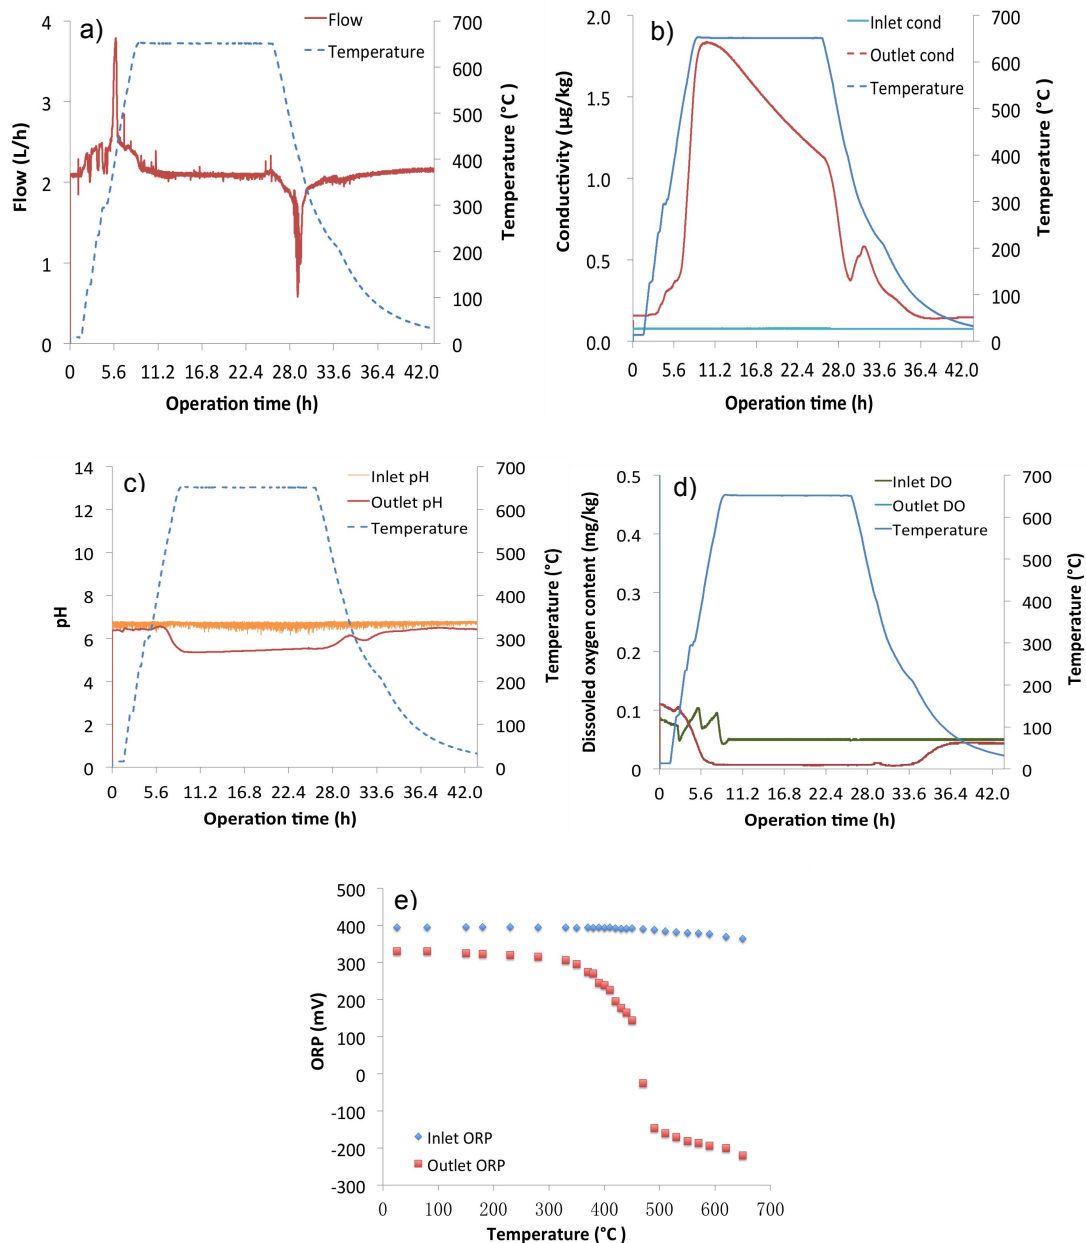 a)
Flow
Temperature
4
3
2
1
0
700
600
500
400
300
200
100
0
Flow (L/h)
Temperature (°C )
0 5.6 11.2 16.8 22.4 28.0 33.6 36.4 42.0
Operation time (h)
b)
Inlet cond
Outlet cond
Temperature
2.0
1.5
1.0
0.5
0.0
700
600
500
400
300
200
100
0
Conductivity (μg/kg)
Temperature (°C )
0 5.6 11.2 16.8 22.4 28.0 33.6 36.4 42.0
Operation time (h)
c)
Inlet pH
Outlet pH
Temperature
14
12
10
8
6
4
2
0
700
600
500
400
300
200
100
0
pH
Temperature (°C)
0 5.6 11.2 16.8 22.4 28.0 33.6 36.4 42.0
Operation time (h)
d)
Inlet DO
Outlet DO
Temperature
0.5
0.4
0.3
0.2
0.1
0
700
600
500
400
300
200
100
0
Dissovled oxygen content (mg/kg)
Temperature (°C)
0 5.6 11.2 16.8 22.4 28.0 33.6 36.4 42.0
Operation time (h)
e)
500
400
300
200
100
0
-100
-200
-300
ORP (mV)
Inlet ORP
Outlet ORP
0 100 200 300 400 500 600 700
Temperature (°C )